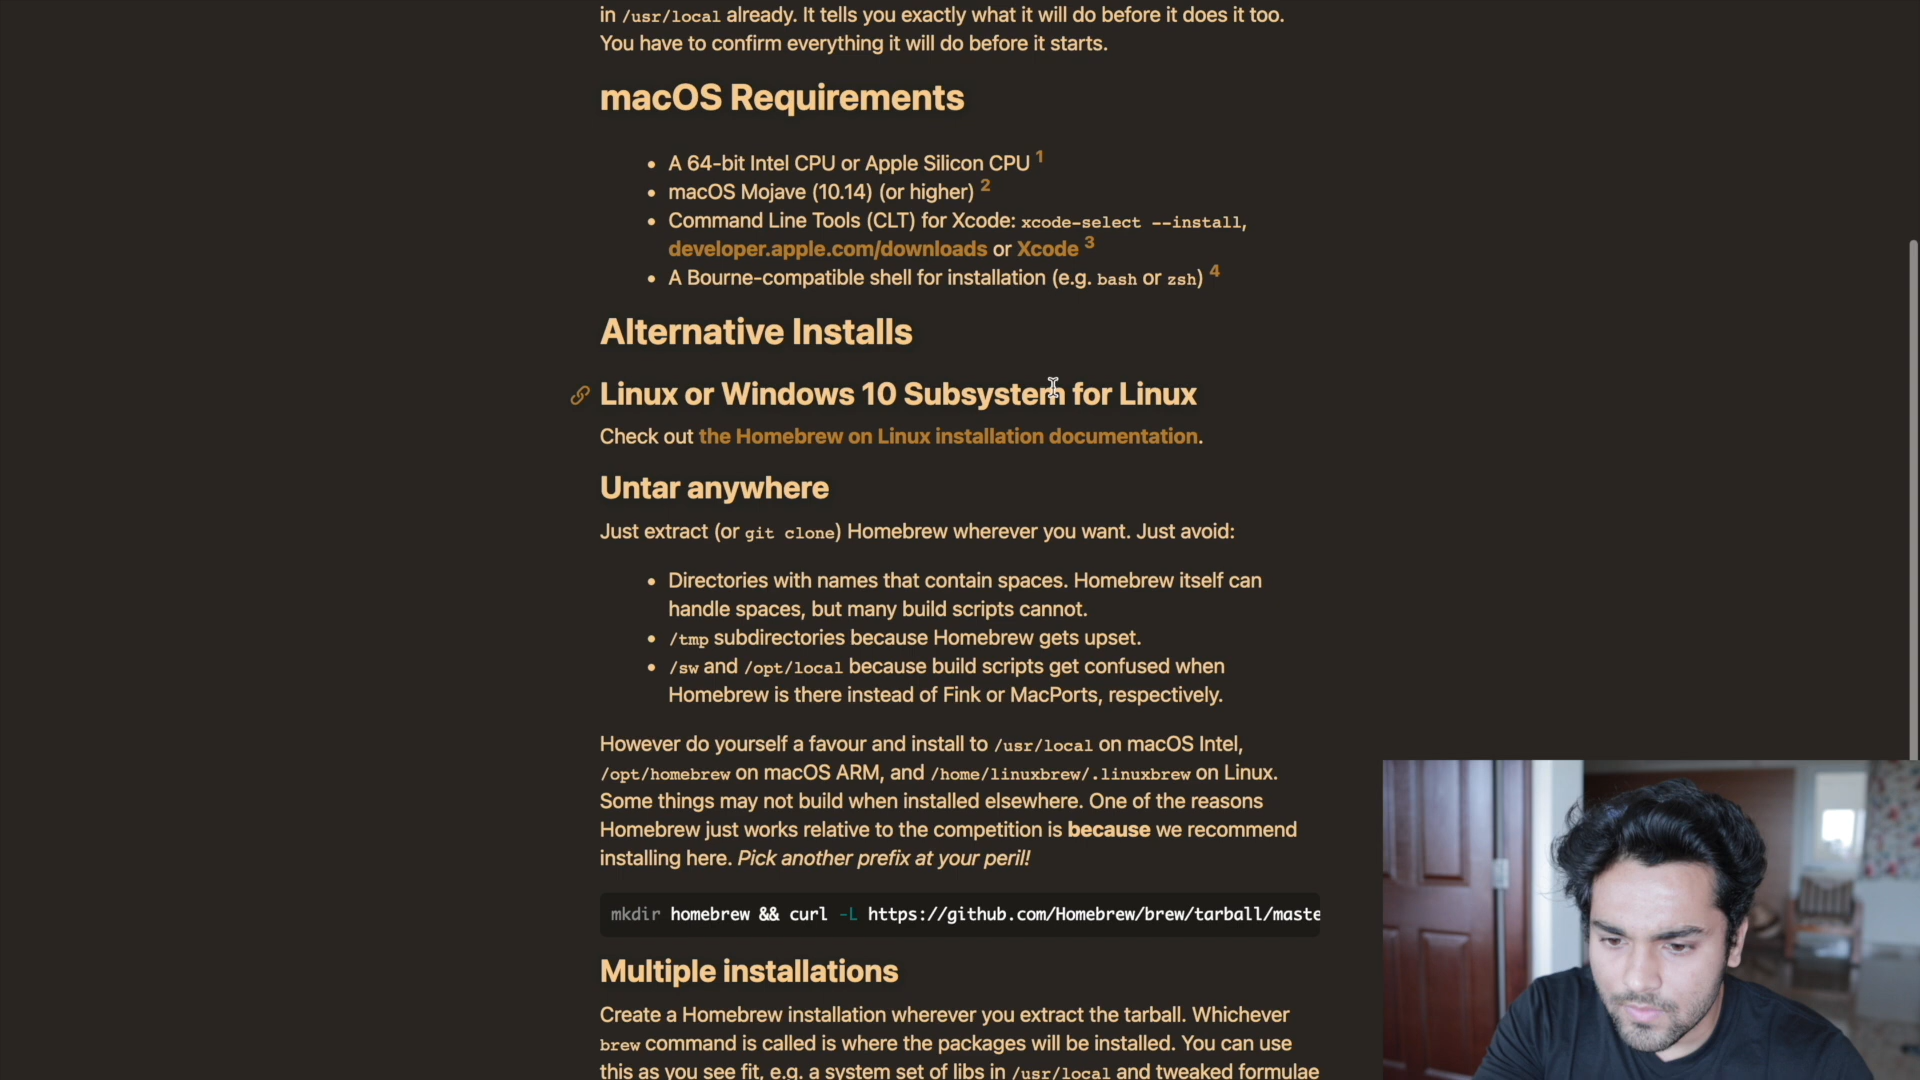 in /usr/local already. It tells you exactly what it will do before it does it too.
You have to confirm everything it will do before it starts.
macOS Requirements
• A 64-bit Intel CPU or Apple Silicon CPU 1
• macOS Mojave (10.14) (or higher) 2
• Command Line Tools (CLT) for Xcode: xcode-select --install,
developer.apple.com/downloads or Xcode 3
• A Bourne-compatible shell for installation (e.g. bash or zsh) 4
Alternative Installs
Linux or Windows 10 Subsystem for Linux
Check out the Homebrew on Linux installation documentation.
Untar anywhere
Just extract (or git clone) Homebrew wherever you want. Just avoid:
• Directories with names that contain spaces. Homebrew itself can
handle spaces, but many build scripts cannot.
• /tmp subdirectories because Homebrew gets upset.
• /sw and /opt/local because build scripts get confused when
Homebrew is there instead of Fink or MacPorts, respectively.
However do yourself a favour and install to /usr/local on macOS Intel,
/opt/homebrew on macOS ARM, and /home/linuxbrew/.linuxbrew on Linux.
Some things may not build when installed elsewhere. One of the reasons
Homebrew just works relative to the competition is because we recommend
installing here. Pick another prefix at your peril!
mkdir homebrew && curl -L https://github.com/Homebrew/brew/tarball/maste
Multiple installations
Create a Homebrew installation wherever you extract the tarball. Whichever
brew command is called is where the packages will be installed. You can use
this as you see fit, e.g. a system set of libs in /usr/local and tweaked formulae